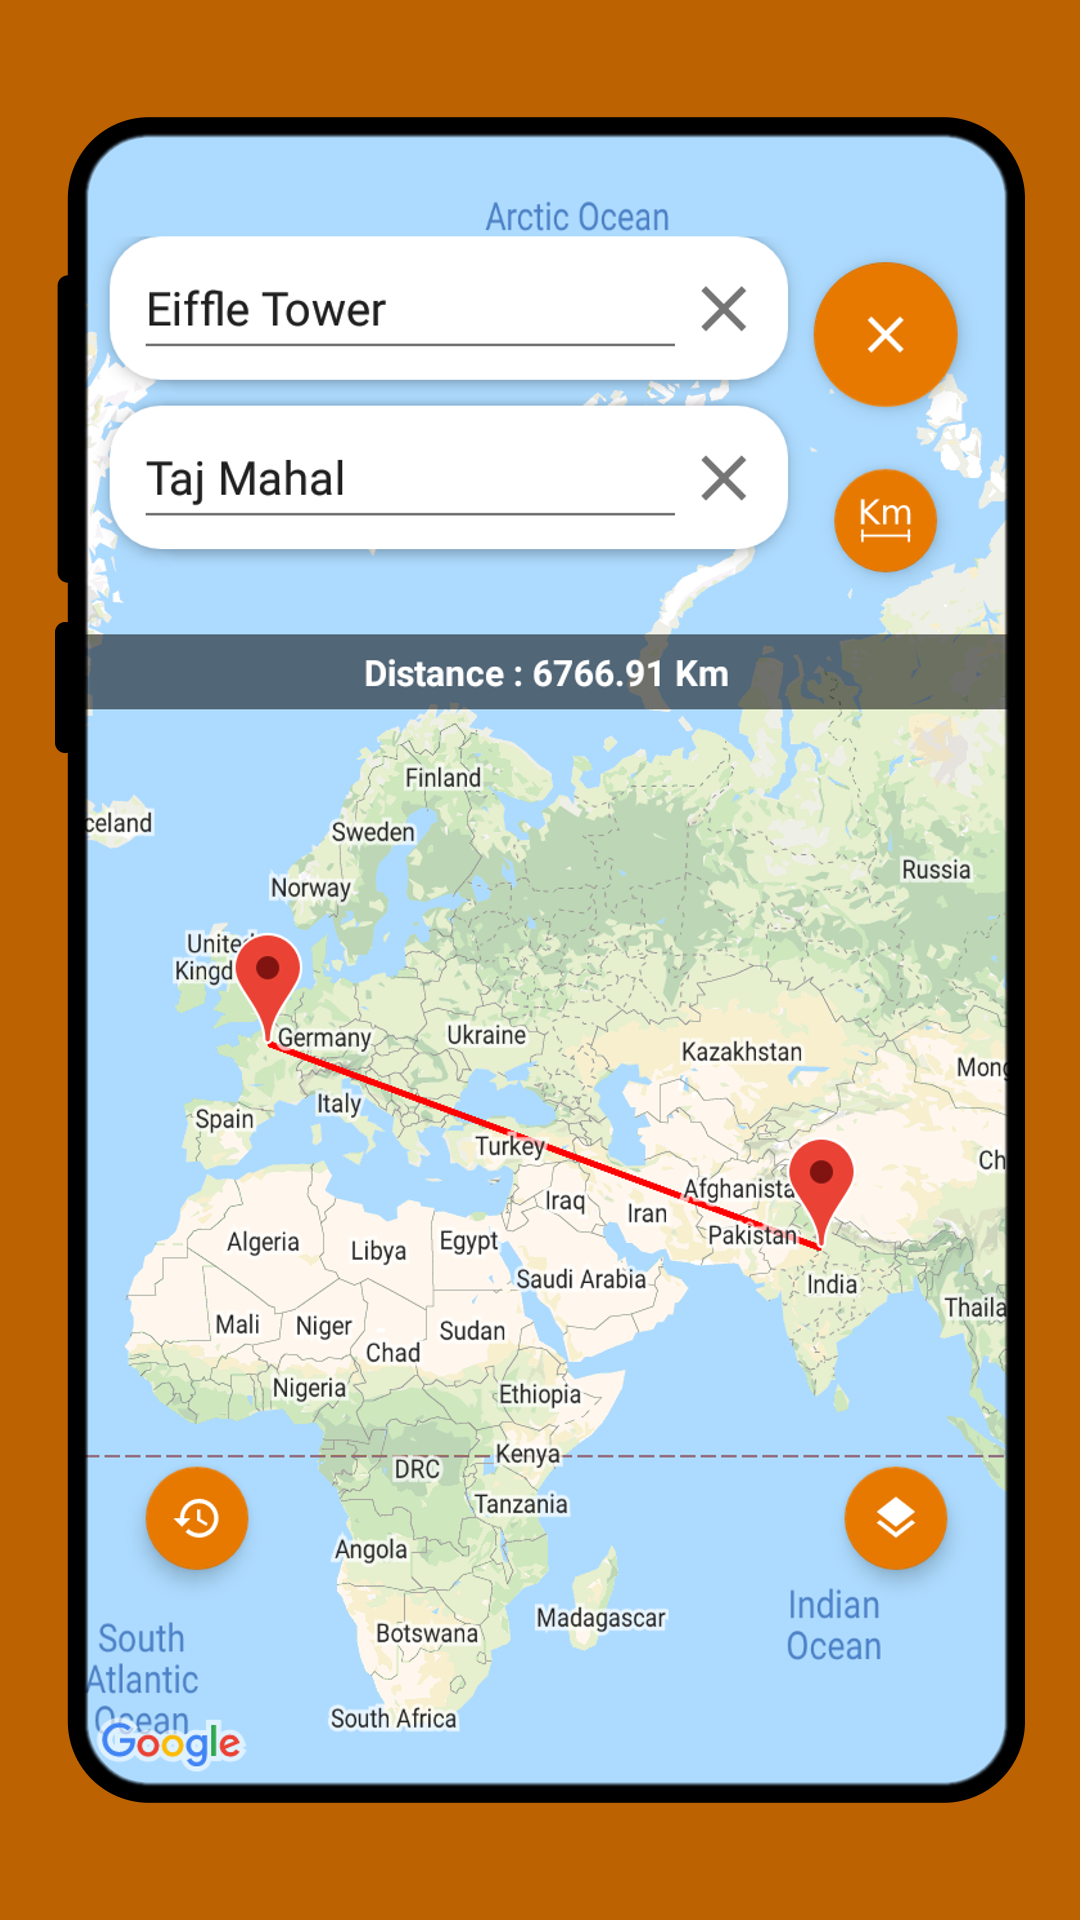 Arctic Ocean
Eiffle Tower
Taj Mahal
Km
Distance : 6766.91 Km
Finland
celand
Sweden
Russia
Norway
United
Kingd
Germany
Ukraine
Kazakhstan
Mong
Italy
Spain
Turkey
Ch
Afghanista
Iraq
Iran
Pakistan
Algeria
Libya
Egypt
Saudi Arabia
India
Thaila
Mali
Niger
Sudan
Chad
Nigeria
Ethiopia
Kenya
DRC
Tanzania
Angola
Madagascar
Indian
Ocean
Botswana
South
Atlantic
Ocean
South Africa
Google